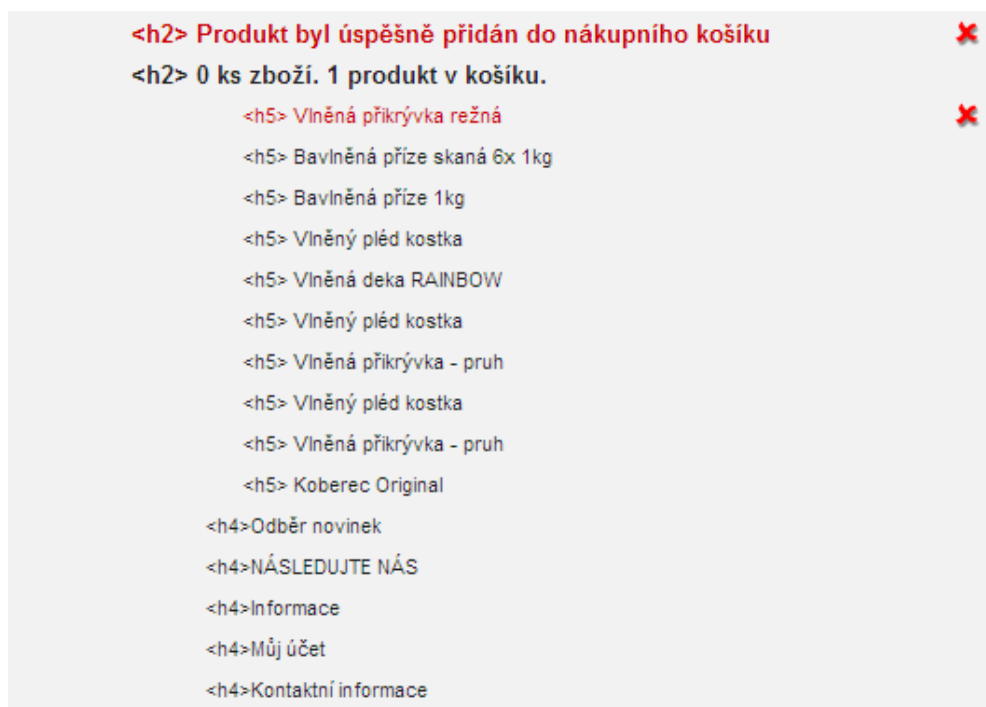 <h2> Produkt byl úspěšně přidán do nákupního košíku
<h2> 0 ks zboží. 1 produkt v košíku.
<h5> Vlněná přikrývka režná
<h5> Bavlněná příze skaná 6x 1kg
<h5> Bavlněná příze 1kg
<h5> Vlněný pléd kostka
<h5> Vlněná deka RAINBOW
<h5> Vlněný pléd kostka
<h5> Vlněná přikrývka - pruh
<h5> Vlněný pléd kostka
<h5> Vlněná přikrývka - pruh
<h5> Koberec Original
<h4>Odběr novinek
<h4>NÁSLEDUJTE NÁS
<h4>Informace
<h4>Můj účet
<h4>Kontaktní informace